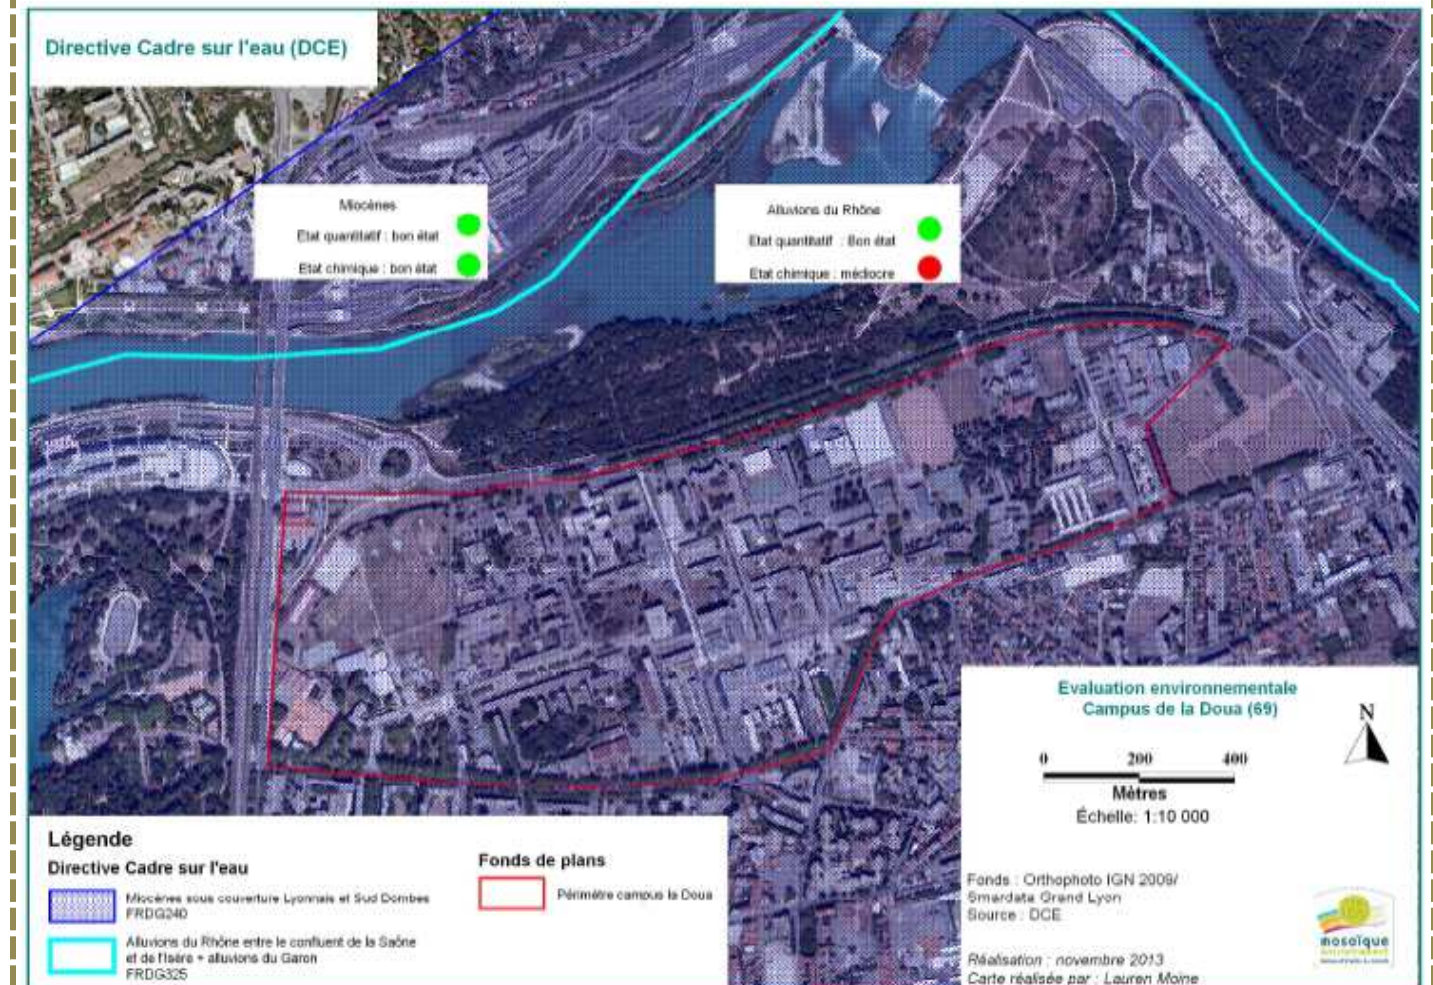 Directive Cadre sur l'eau (DCE)
Miocènes
Etat quantitatif : bon état
Etat chimique : bon état
Alluvions du Rhône
Etat quantitatif : Bon état
Etat chimique : médiocre
Evaluation environnementale
Campus de la Doua (69)
N
0 200 400
Mètres
Échelle: 1:10 000
Légende
Directive Cadre sur l'eau
Miocènes sous couverture Lyonnais et Sud Dombes
FRDG240
Alluvions du Rhône entre le confluent de la Saône
et de l'Isère + alluvions du Garon
FRDG325
Fonds de plans
Périmètre campus la Doua
Fonds : Orthophoto IGN 2009/
Smardata Grand Lyon
Source : DCE
Réalisation : novembre 2013
Carte réalisée par : Lauren Moine
mosaïque
environnement